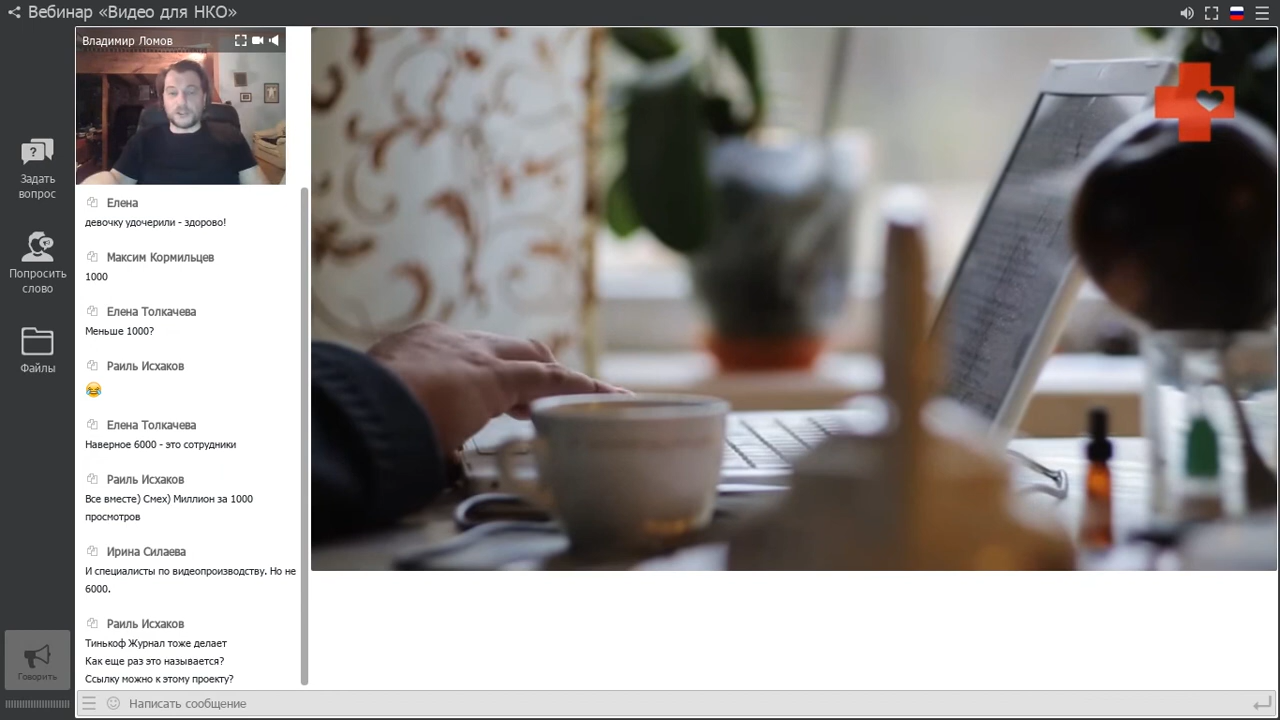 Вебинар «Видео для НКО»
Владимир Ломов
Задать
вопрос
Попросить
слово
Файлы
Говорить
Елена
девочку удочерили - здорово!
Максим Кормильцев
1000
Елена Толкачева
Меньше 1000?
Раиль Исхаков
😂
Елена Толкачева
Наверное 6000 - это сотрудники
Раиль Исхаков
Все вместе) Смех) Миллион за 1000
просмотров
Ирина Силаева
И специалисты по видеопроизводству. Но не
6000.
Раиль Исхаков
Тинькоф Журнал тоже делает
Как еще раз это называется?
Ссылку можно к этому проекту?
Написать сообщение